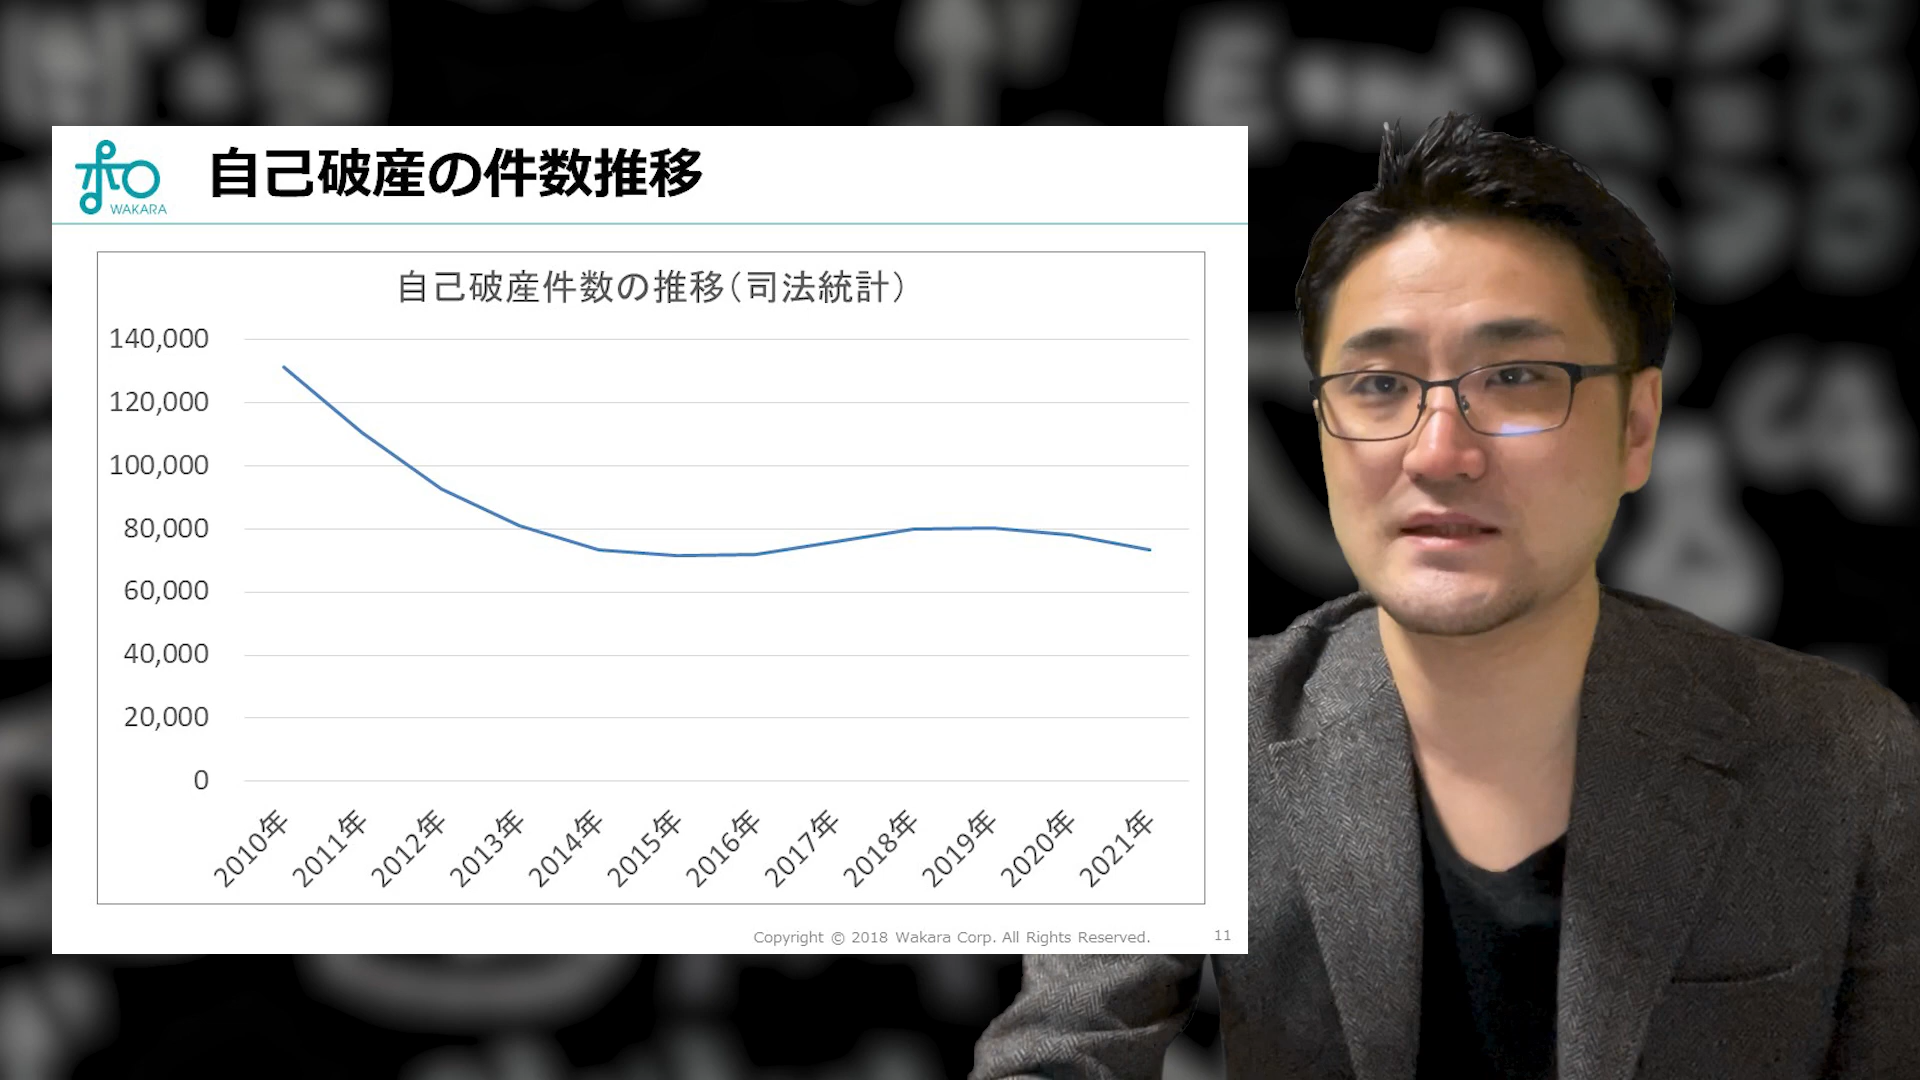 WAKARA
自己破産の件数推移
自己破産件数の推移（司法統計）
140,000
120,000
100,000
80,000
60,000
40,000
20,000
0
2010年
2011年
2012年
2013年
2014年
2015年
2016年
2017年
2018年
2019年
2020年
2021年
Copyright © 2018 Wakara Corp. All Rights Reserved.
11